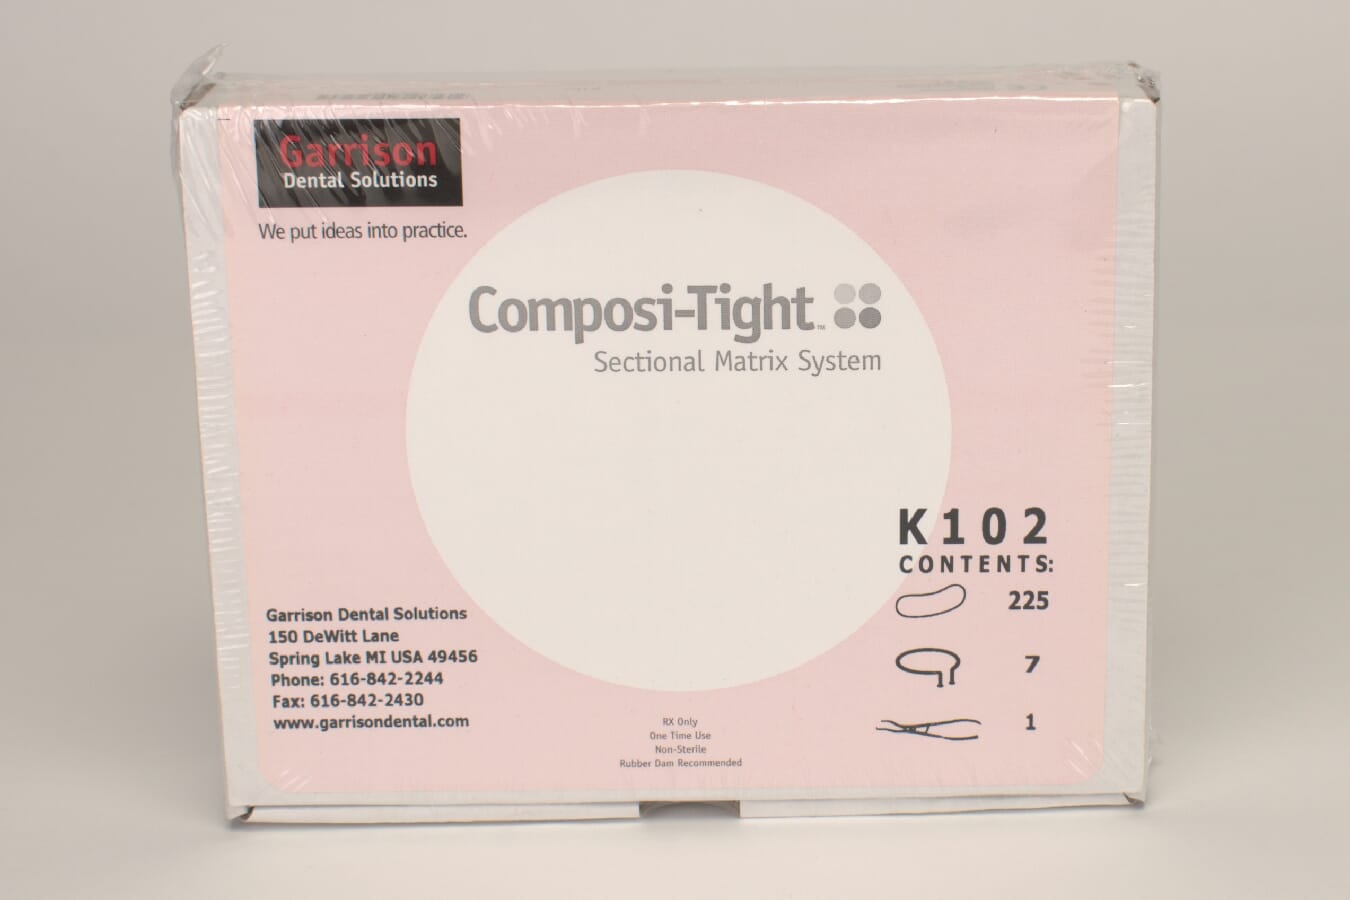 Garrison
Dental Solutions
We put ideas into practice.
Composi-Tight™
Sectional Matrix System
K102
CONTENTS:
225
7
1
Garrison Dental Solutions
150 DeWitt Lane
Spring Lake MI USA 49456
Phone: 616-842-2244
Fax: 616-842-2430
www.garrisondental.com
RX Only
One Time Use
Non-Sterile
Rubber Dam Recommended